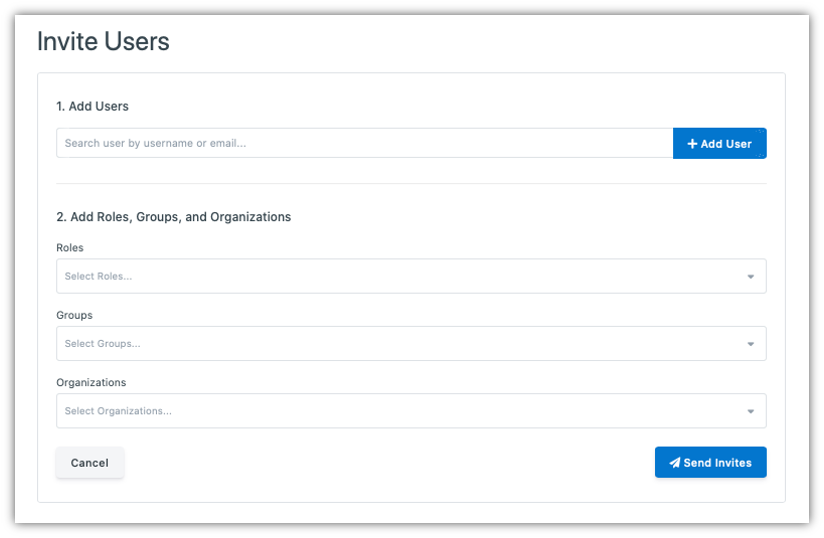 Invite Users
1. Add Users
Search user by username or email...
Add User
2. Add Roles, Groups, and Organizations
Roles
Select Roles...
Groups
Select Groups...
Organizations
Select Organizations...
Cancel
Send Invites